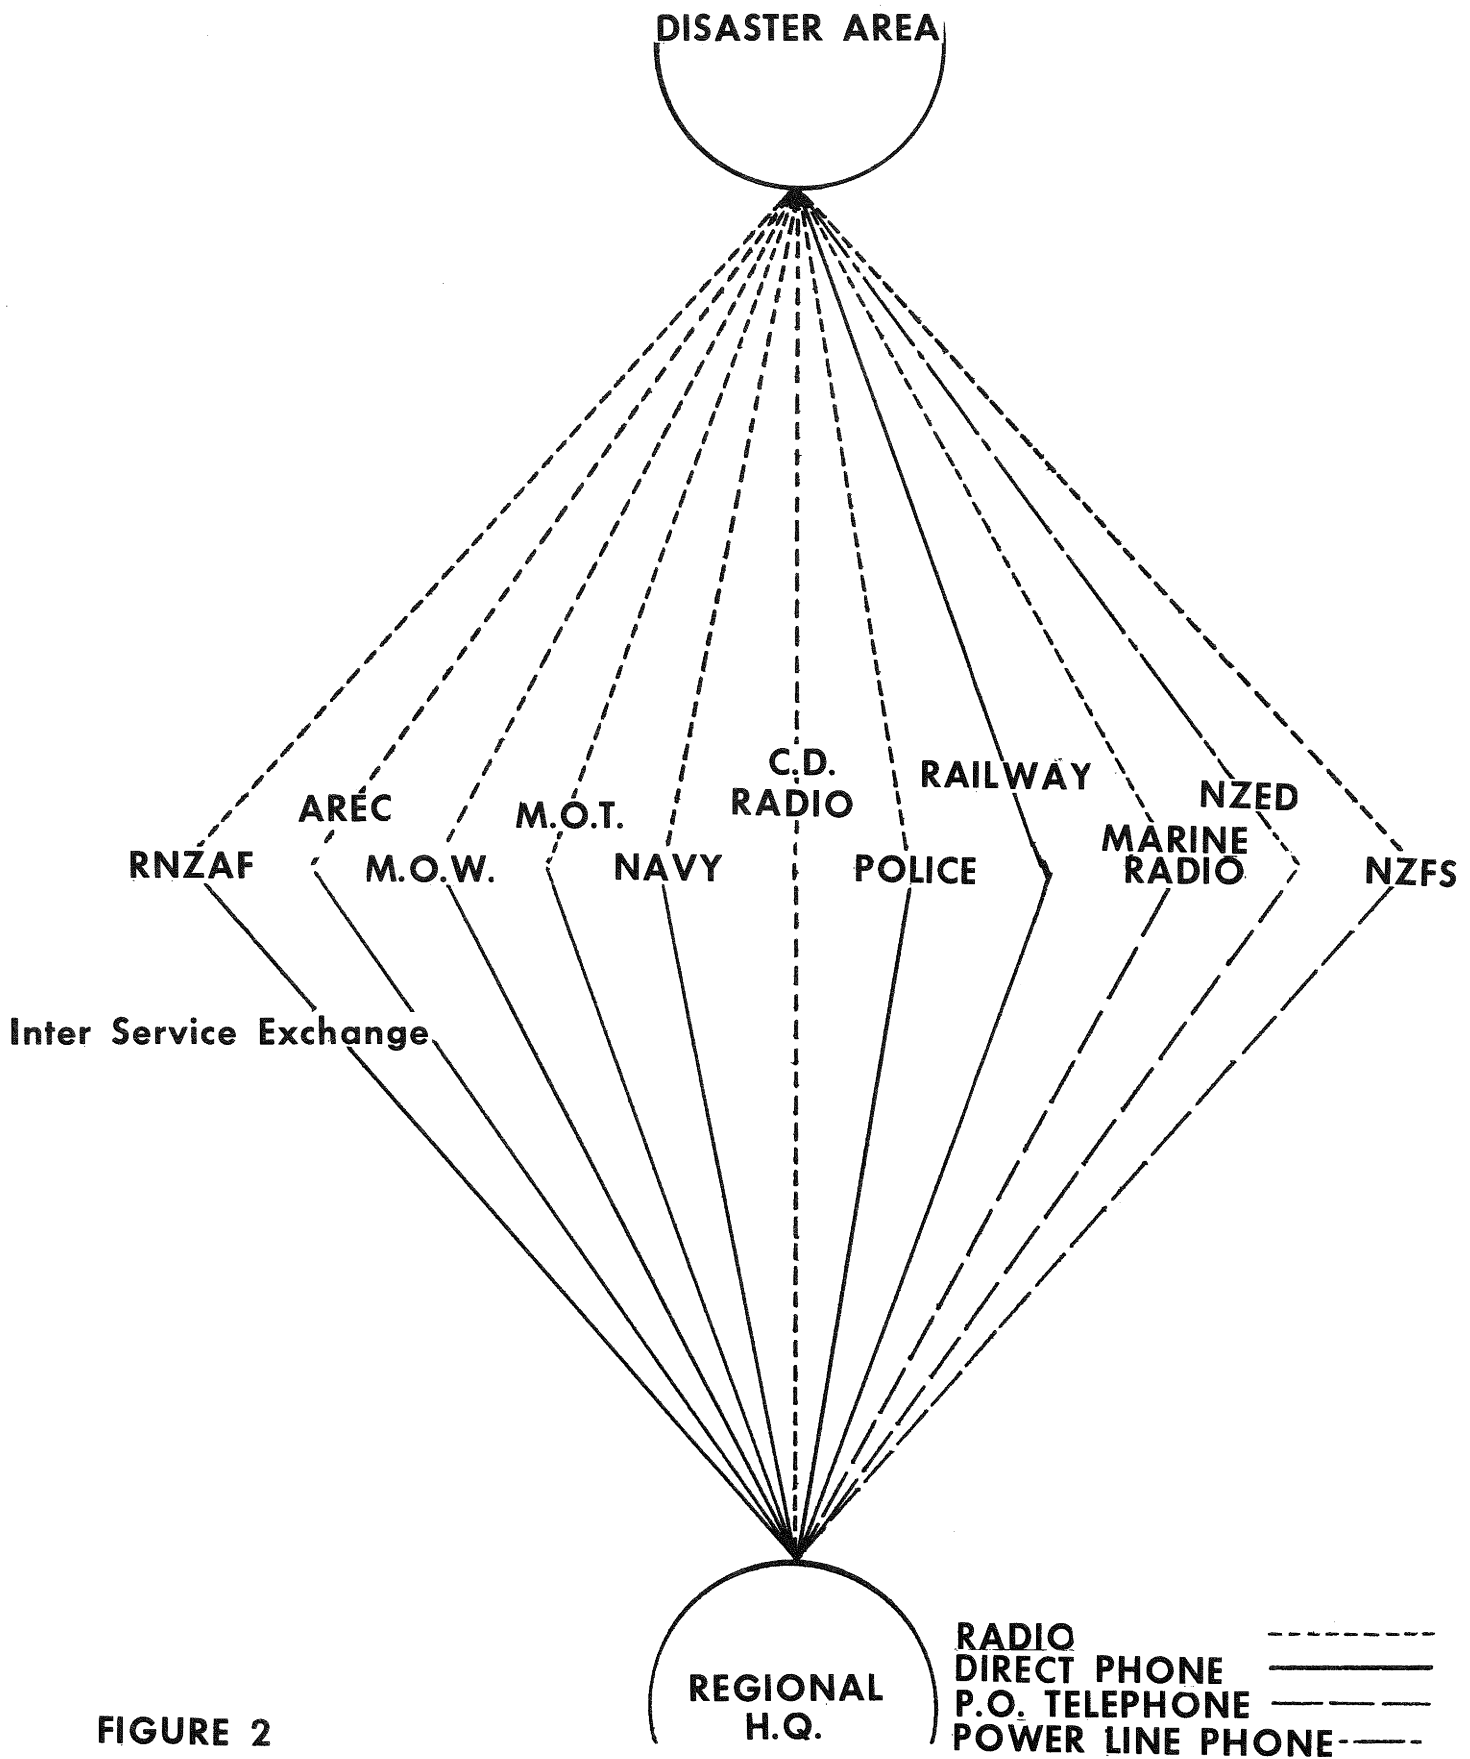 DISASTER AREA
C.D.
RADIO
RAILWAY
NZED
AREC
M.O.T.
MARINE
RADIO
RNZAF
M.O.W.
NAVY
POLICE
NZFS
Inter Service Exchange
REGIONAL
H.Q.
RADIO
DIRECT PHONE
P.O. TELEPHONE
POWER LINE PHONE
FIGURE 2